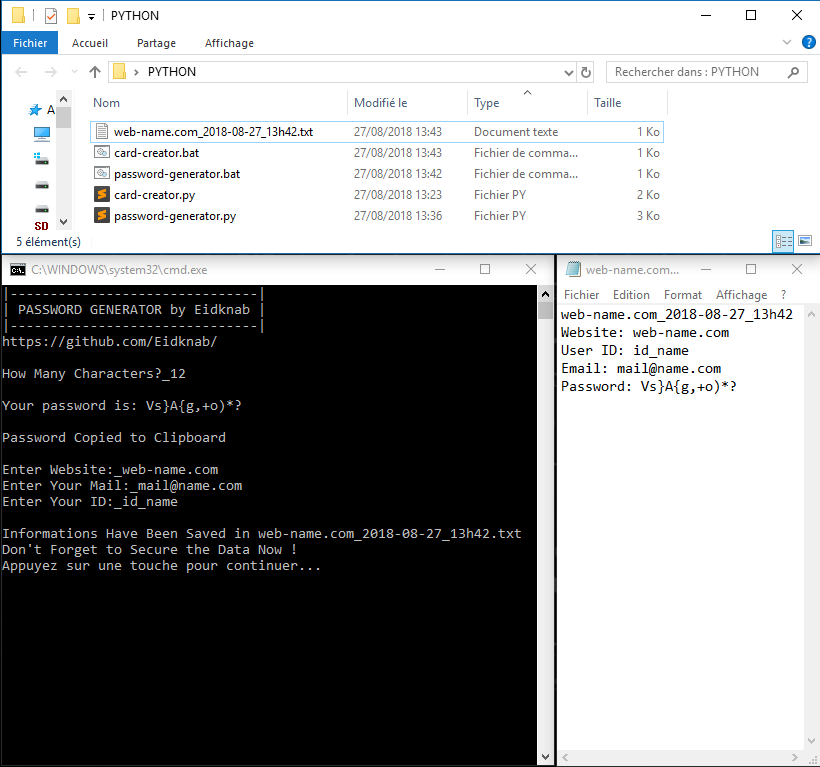 PYTHON
Fichier Accueil Partage Affichage ?
PYTHON Rechercher dans : PYTHON
Nom Modifié le Type Taille
A
web-name.com_2018-08-27_13h42.txt 27/08/2018 13:43 Document texte 1 Ko
card-creator.bat 27/08/2018 13:43 Fichier de comma... 1 Ko
password-generator.bat 27/08/2018 13:42 Fichier de comma... 1 Ko
card-creator.py 27/08/2018 13:23 Fichier PY 2 Ko
password-generator.py 27/08/2018 13:36 Fichier PY 3 Ko
SD
5 élément(s)
C:\WINDOWS\system32\cmd.exe
|-------------------------------|
| PASSWORD GENERATOR by Eidknab |
|-------------------------------|
https://github.com/Eidknab/
How Many Characters?_12
Your password is: Vs}A{g,+o)*?
Password Copied to Clipboard
Enter Website:_web-name.com
Enter Your Mail:_mail@name.com
Enter Your ID:_id_name
Informations Have Been Saved in web-name.com_2018-08-27_13h42.txt
Don't Forget to Secure the Data Now !
Appuyez sur une touche pour continuer...
web-name.com...
Fichier Edition Format Affichage ?
web-name.com_2018-08-27_13h42
Website: web-name.com
User ID: id_name
Email: mail@name.com
Password: Vs}A{g,+o)*?